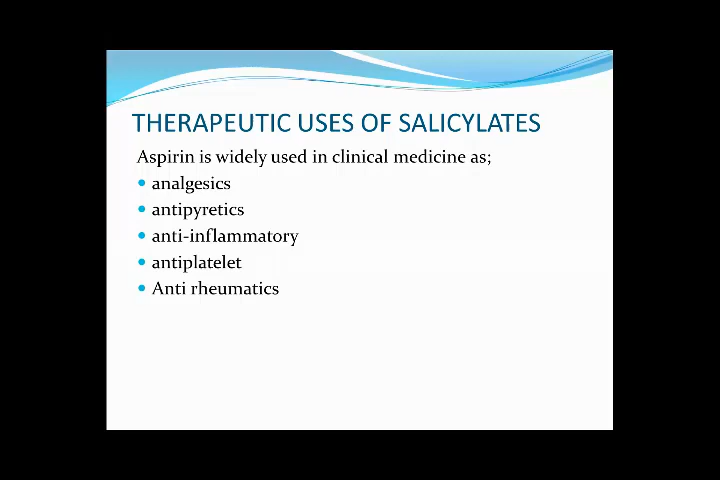 THERAPEUTIC USES OF SALICYLATES
Aspirin is widely used in clinical medicine as;
• analgesics
• antipyretics
• anti-inflammatory
• antiplatelet
• Anti rheumatics